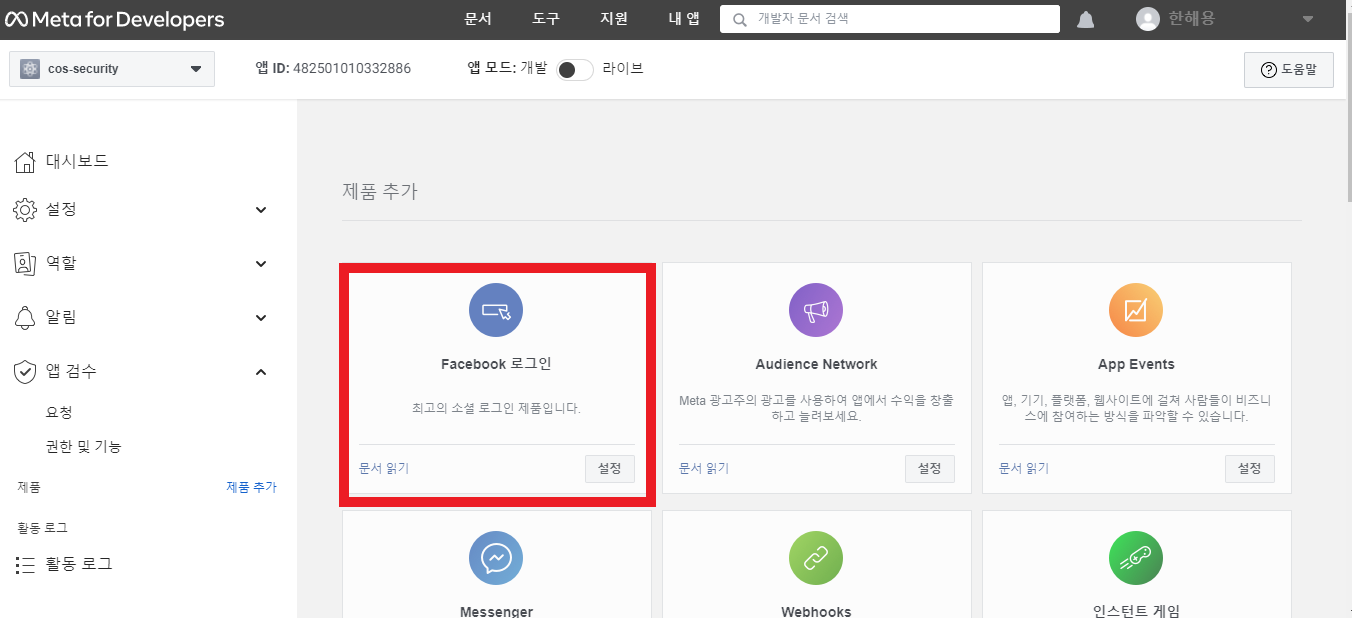 Meta for Developers 문서 도구 지원 내 앱 개발자 문서 검색 한해용
cos-security 앱 ID: 482501010332886 앱 모드: 개발 라이브 도움말
대시보드
설정
역할
알림
앱 검수
요청
권한 및 기능
제품 제품 추가
활동 로그
활동 로그
제품 추가
Facebook 로그인
최고의 소셜 로그인 제품입니다.
문서 읽기 설정
Audience Network
Meta 광고주의 광고를 사용하여 앱에서 수익을 창출
하고 늘려보세요.
문서 읽기 설정
App Events
앱, 기기, 플랫폼, 웹사이트에 걸쳐 사람들이 비즈니
스에 참여하는 방식을 파악할 수 있습니다.
문서 읽기 설정
Messenger
Webhooks
인스턴트 게임